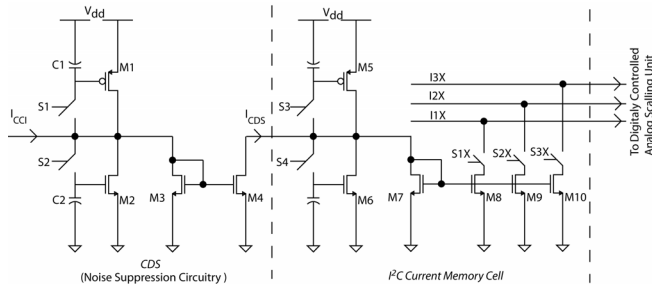 Vdd
Vdd
C1
M1
M5
S1
S3
I3X
I2X
I1X
ICCI
ICDS
S2
S4
S1X
S2X
S3X
C2
M2
M3
M4
M6
M7
M8
M9
M10
To Digitaly Controlled
Analog Scalling Unit
CDS
(Noise Suppression Circuitry )
I²C Current Memory Cell